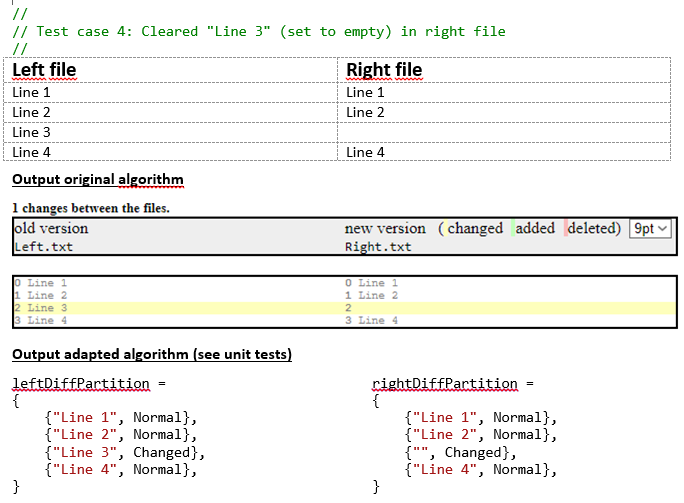 //
// Test case 4: Cleared "Line 3" (set to empty) in right file
//
Left file Right file
Line 1 Line 1
Line 2 Line 2
Line 3
Line 4 Line 4
Output original algorithm
1 changes between the files.
old version new version ( changed added deleted) 9pt
Left.txt Right.txt
0 Line 1 0 Line 1
1 Line 2 1 Line 2
2 Line 3 2
3 Line 4 3 Line 4
Output adapted algorithm (see unit tests)
leftDiffPartition = rightDiffPartition =
{ {
{"Line 1", Normal}, {"Line 1", Normal},
{"Line 2", Normal}, {"Line 2", Normal},
{"Line 3", Changed}, {"", Changed},
{"Line 4", Normal}, {"Line 4", Normal},
} }